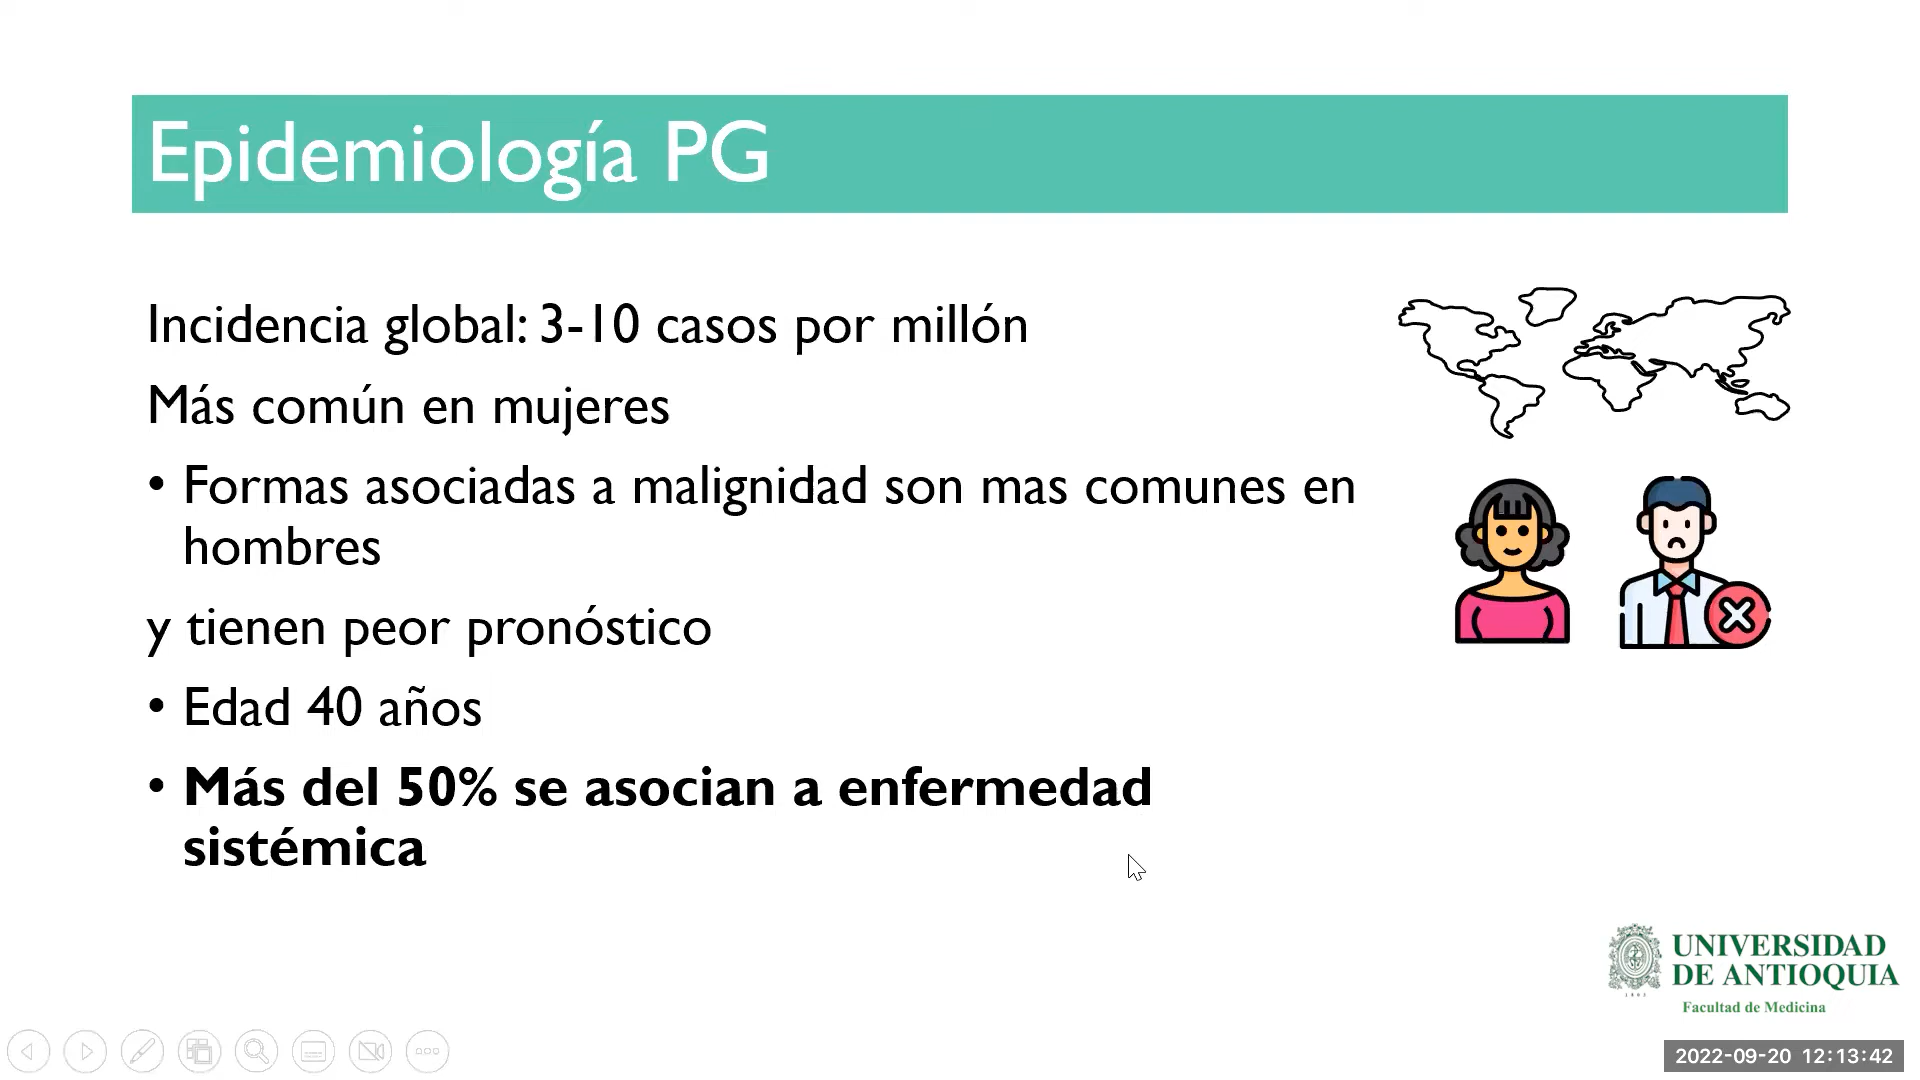 Epidemiología PG
Incidencia global: 3-10 casos por millón
Más común en mujeres
• Formas asociadas a malignidad son mas comunes en
hombres
y tienen peor pronóstico
• Edad 40 años
• Más del 50% se asocian a enfermedad
sistémica
UNIVERSIDAD
DE ANTIOQUIA
1803
Facultad de Medicina
2022-09-20 12:13:42